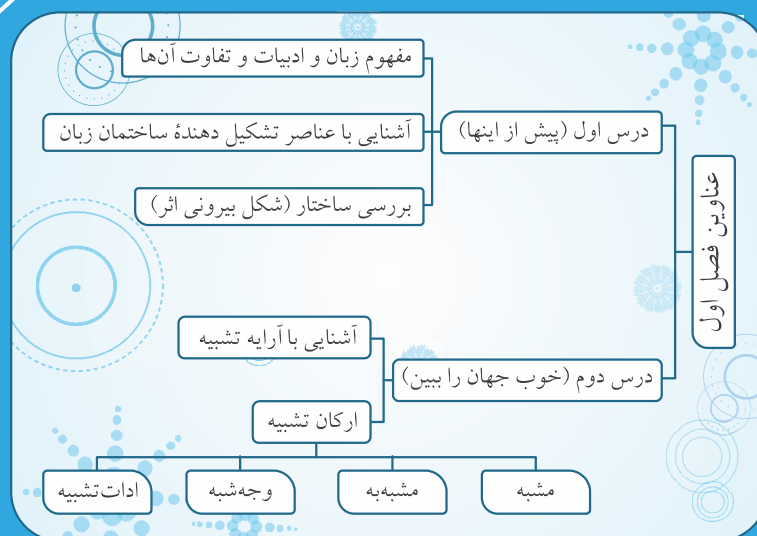 عناوین فصل اول
درس اول (پیش از اینها)
مفهوم زبان و ادبیات و تفاوت آن‌ها
آشنایی با عناصر تشکیل دهندهٔ ساختمان زبان
بررسی ساختار (شکل بیرونی اثر)
درس دوم (خوب جهان را ببین)
آشنایی با آرایه تشبیه
ارکان تشبیه
مشبه
مشبه‌به
وجه‌شبه
ادات‌تشبیه